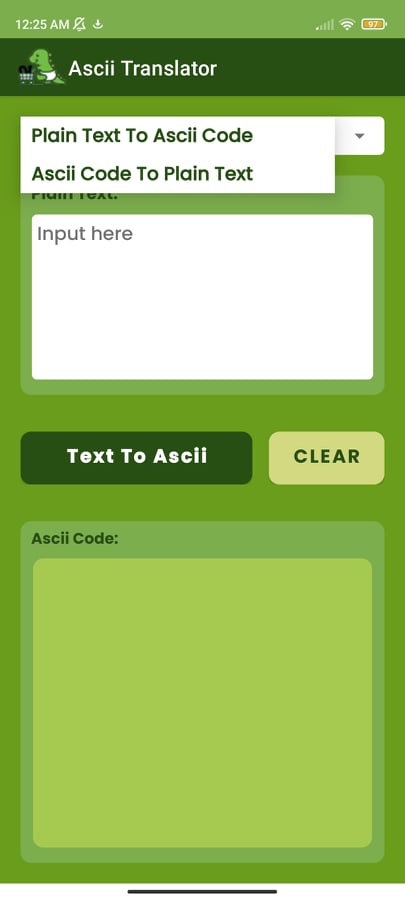 12:25 AM
97
Ascii Translator
Plain Text To Ascii Code
Ascii Code To Plain Text
Plain Text:
Input here
Text To Ascii
CLEAR
Ascii Code: